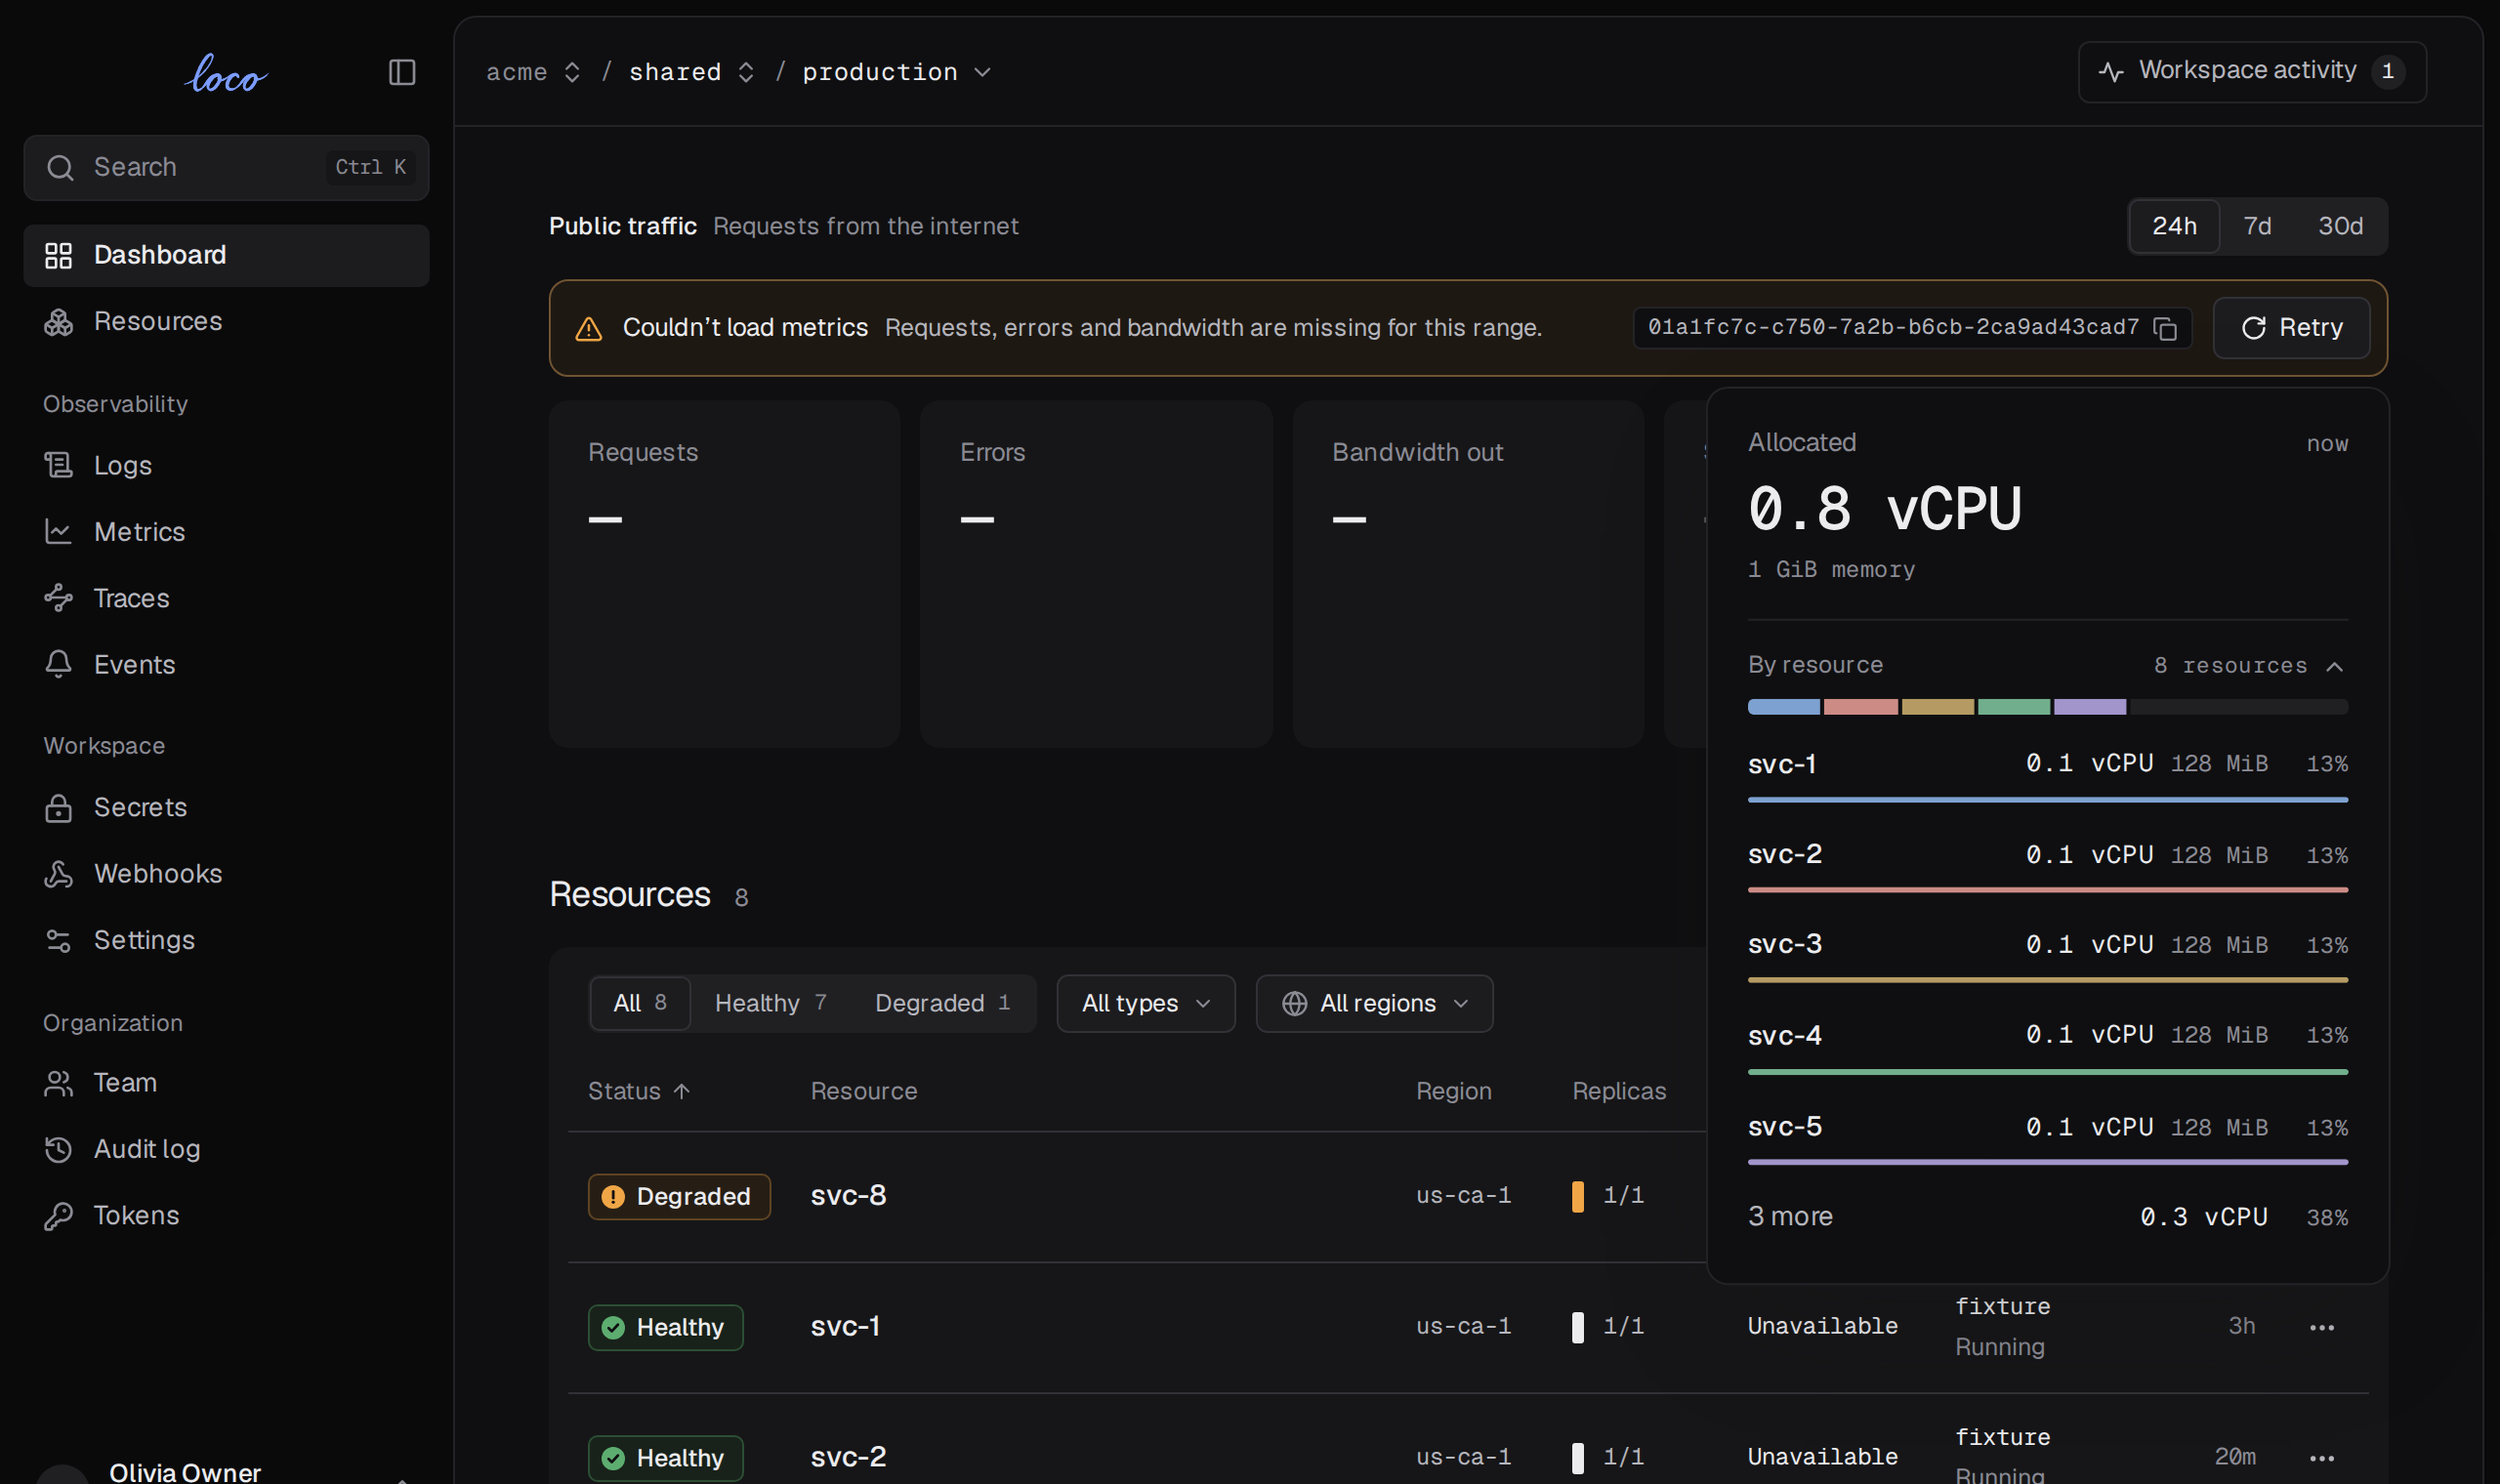 loco
Search Ctrl K
Dashboard
Resources
Observability
Logs
Metrics
Traces
Events
Workspace
Secrets
Webhooks
Settings
Organization
Team
Audit log
Tokens
Olivia Owner
acme / shared / production
Workspace activity 1
Public traffic Requests from the internet
24h 7d 30d
Couldn’t load metrics Requests, errors and bandwidth are missing for this range. 01a1fc7c-c750-7a2b-b6cb-2ca9ad43cad7 Retry
Requests
—
Errors
—
Bandwidth out
—
Allocated now
0.8 vCPU
1 GiB memory
By resource 8 resources
svc-1 0.1 vCPU 128 MiB 13%
svc-2 0.1 vCPU 128 MiB 13%
svc-3 0.1 vCPU 128 MiB 13%
svc-4 0.1 vCPU 128 MiB 13%
svc-5 0.1 vCPU 128 MiB 13%
3 more 0.3 vCPU 38%
Resources 8
All 8 Healthy 7 Degraded 1 All types All regions
Status Resource Region Replicas
Degraded svc-8 us-ca-1 1/1
Healthy svc-1 us-ca-1 1/1 Unavailable fixture 3h
Running
Healthy svc-2 us-ca-1 1/1 Unavailable fixture 20m
Running